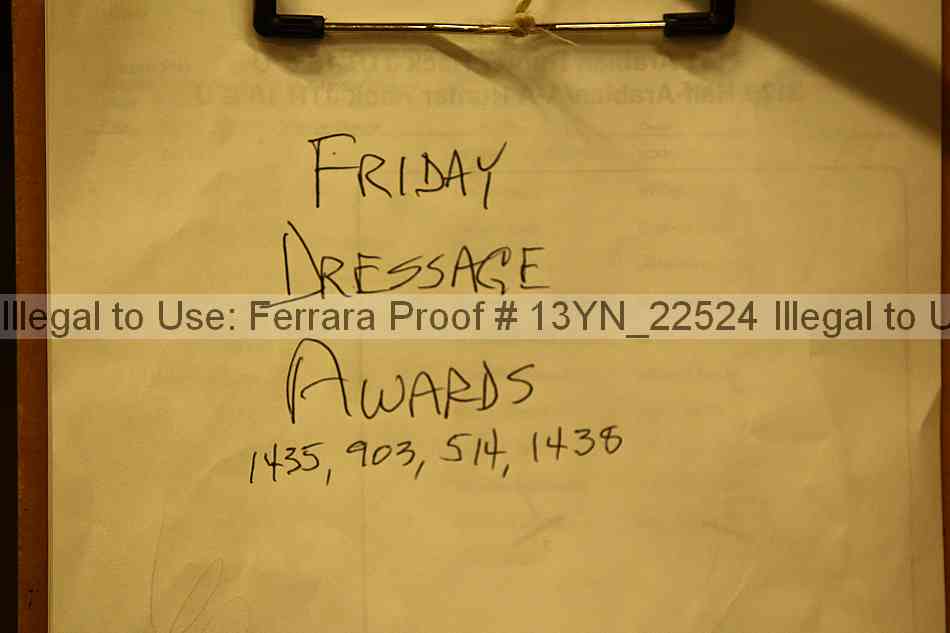 FRIDAY
DRESSAGE
Illegal to Use: Ferrara Proof # 13YN_22524 Illegal to U
AWARDS
1435, 903, 514, 1438